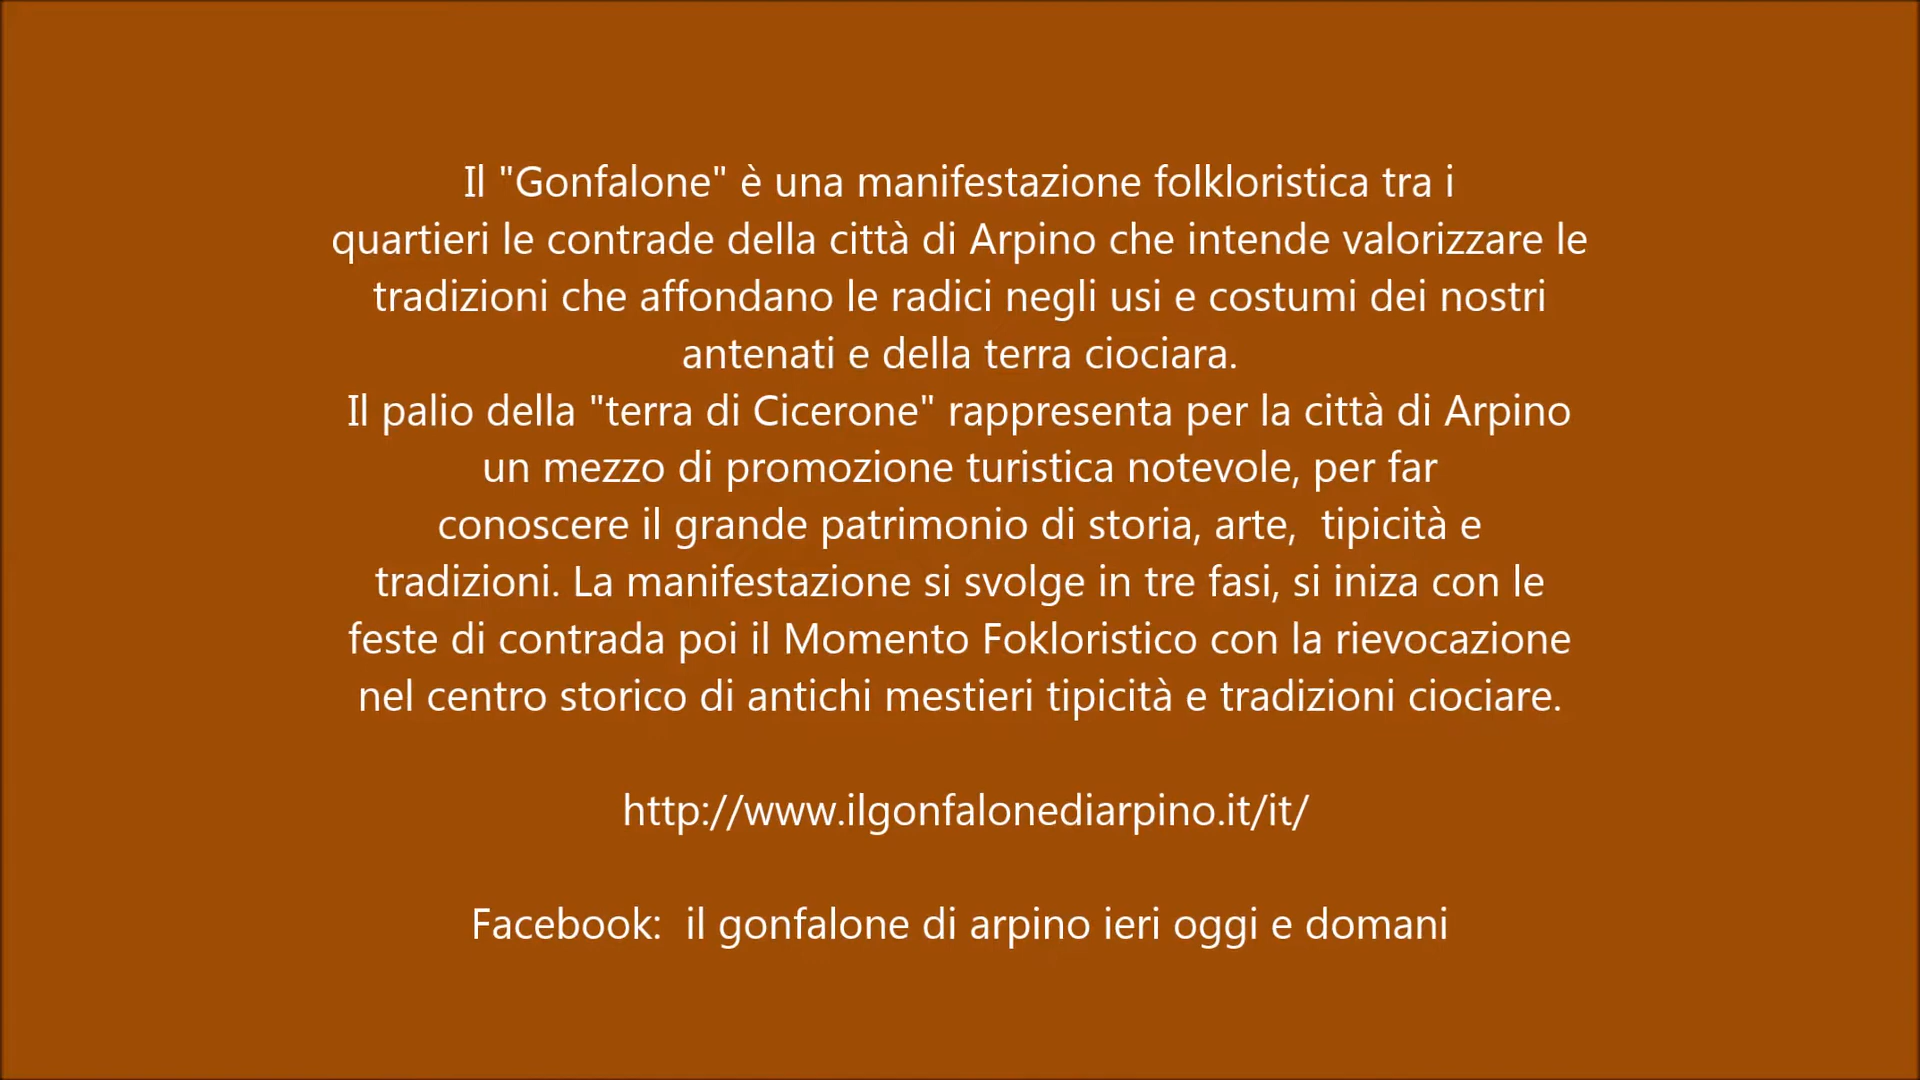 Il "Gonfalone" è una manifestazione folkloristica tra i
quartieri le contrade della città di Arpino che intende valorizzare le
tradizioni che affondano le radici negli usi e costumi dei nostri
antenati e della terra ciociara.
Il palio della "terra di Cicerone" rappresenta per la città di Arpino
un mezzo di promozione turistica notevole, per far
conoscere il grande patrimonio di storia, arte,  tipicità e
tradizioni. La manifestazione si svolge in tre fasi, si iniza con le
feste di contrada poi il Momento Fokloristico con la rievocazione
nel centro storico di antichi mestieri tipicità e tradizioni ciociare.
http://www.ilgonfalonediarpino.it/it/
Facebook:  il gonfalone di arpino ieri oggi e domani